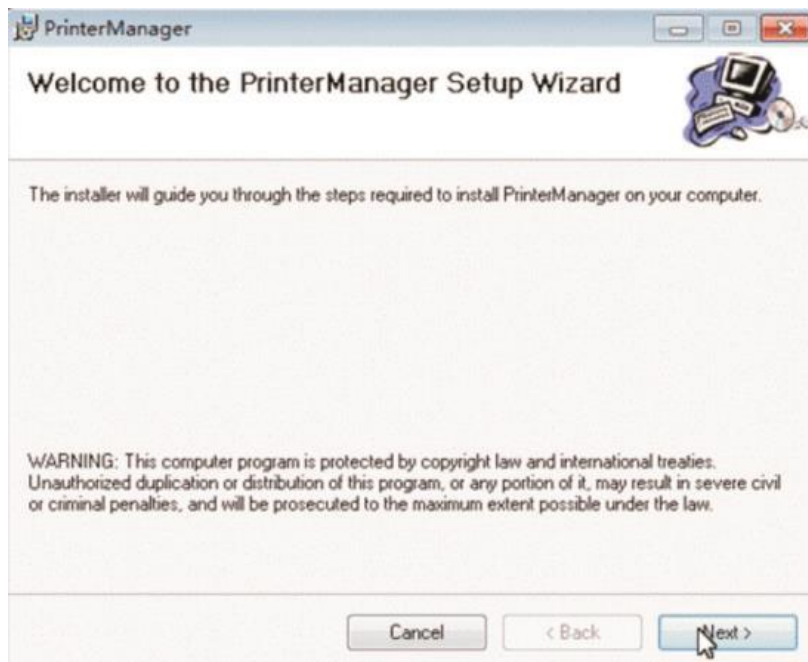 PrinterManager
Welcome to the PrinterManager Setup Wizard
The installer will guide you through the steps required to install PrinterManager on your computer.
WARNING: This computer program is protected by copyright law and international treaties.
Unauthorized duplication or distribution of this program, or any portion of it, may result in severe civil
or criminal penalties, and will be prosecuted to the maximum extent possible under the law.
Cancel
< Back
Next >